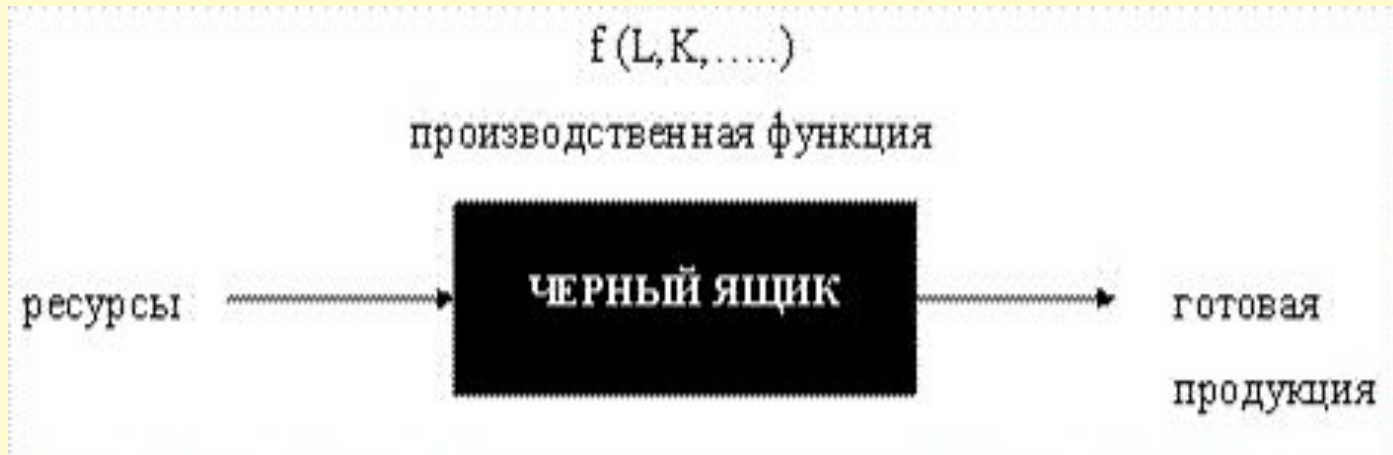 f (L, K, .....)
производственная функция
ресурсы
ЧЕРНЫЙ ЯЩИК
готовая
продукция